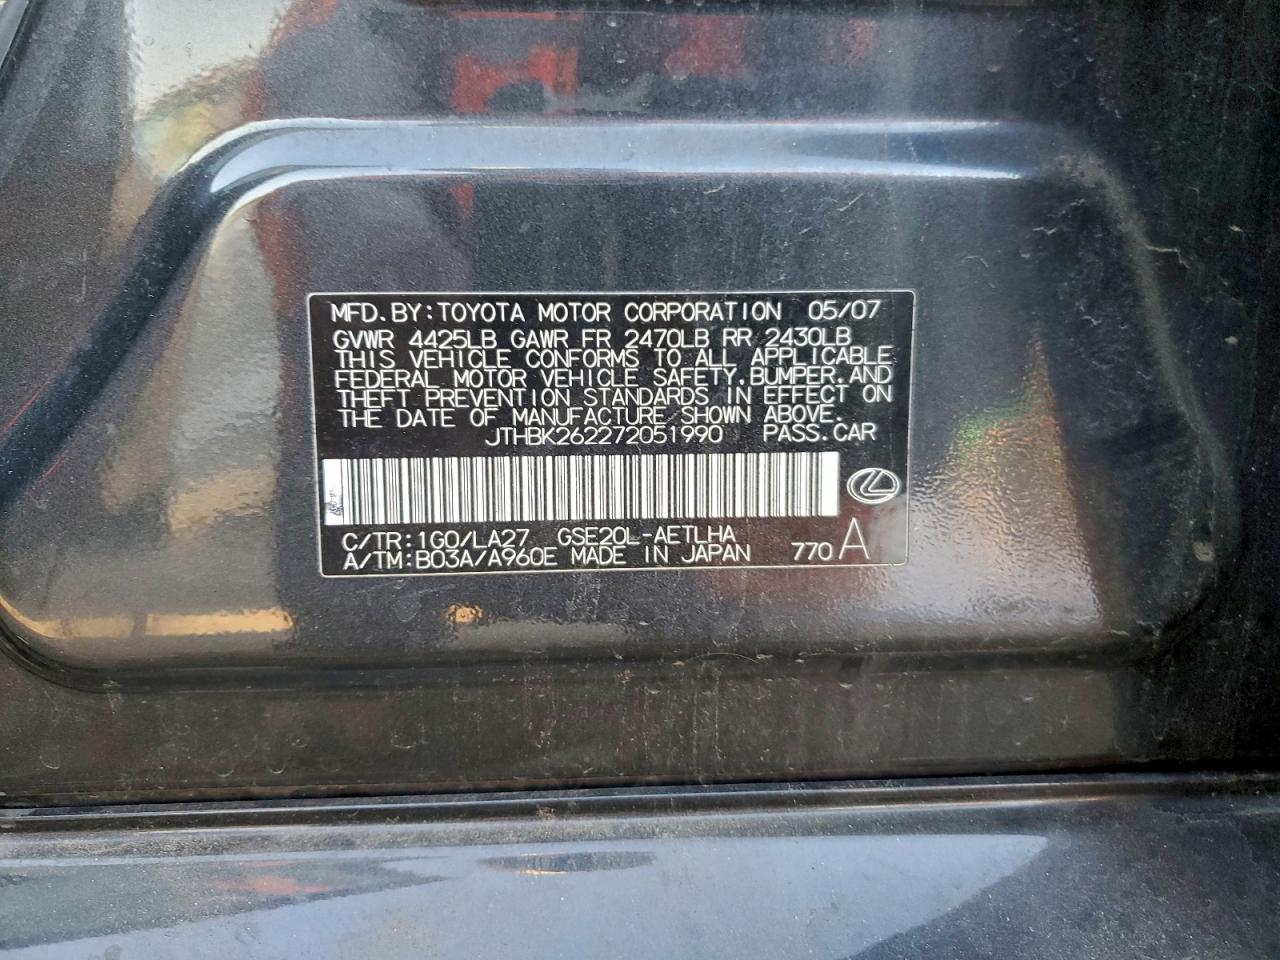 MFD.BY:TOYOTA MOTOR CORPORATION 05/07
GVWR 4425LB GAWR FR 2470LB RR 2430LB
THIS VEHICLE CONFORMS TO ALL APPLICABLE
FEDERAL MOTOR VEHICLE SAFETY,BUMPER,AND
THEFT PREVENTION STANDARDS IN EFFECT ON
THE DATE OF MANUFACTURE SHOWN ABOVE.
JTHBK262272051990 PASS.CAR
C/TR:1G0/LA27 GSE20L-AETLHA
A/TM:B03A/A960E MADE IN JAPAN 770 A